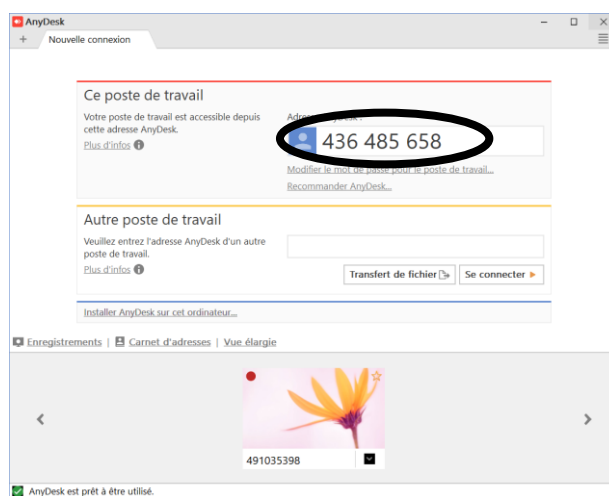 AnyDesk
Nouvelle connexion
Ce poste de travail
Votre poste de travail est accessible depuis
cette adresse AnyDesk.
Plus d'infos
436 485 658
Modifier le mot de passe pour le poste de travail...
Recommander AnyDesk...
Autre poste de travail
Veuillez entrez l'adresse AnyDesk d'un autre
poste de travail.
Plus d'infos
Transfert de fichier
Se connecter
Installer AnyDesk sur cet ordinateur...
Enregistrements | Carnet d'adresses | Vue élargie
491035398
AnyDesk est prêt à être utilisé.